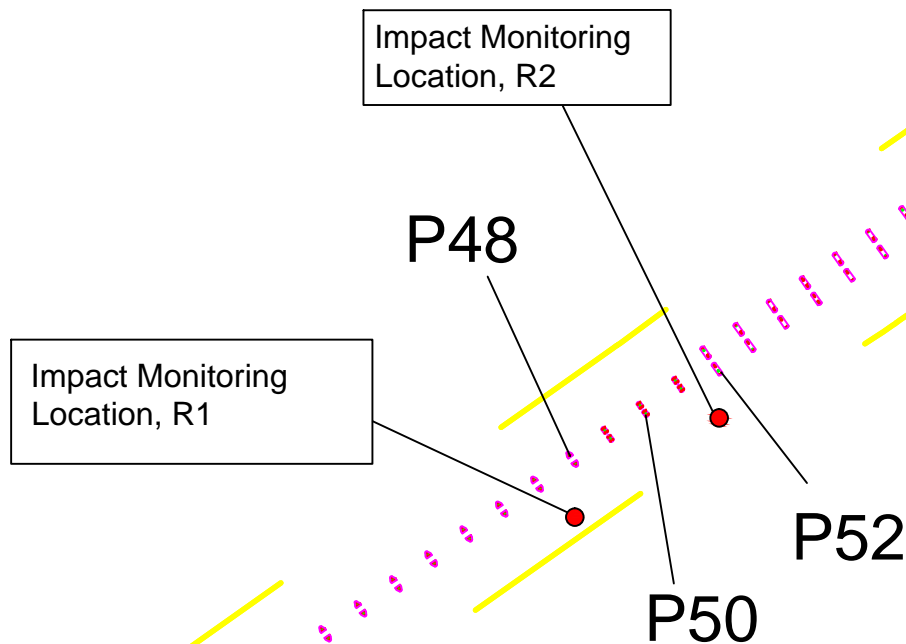 Impact Monitoring
Location, R2
P48
Impact Monitoring
Location, R1
P52
P50